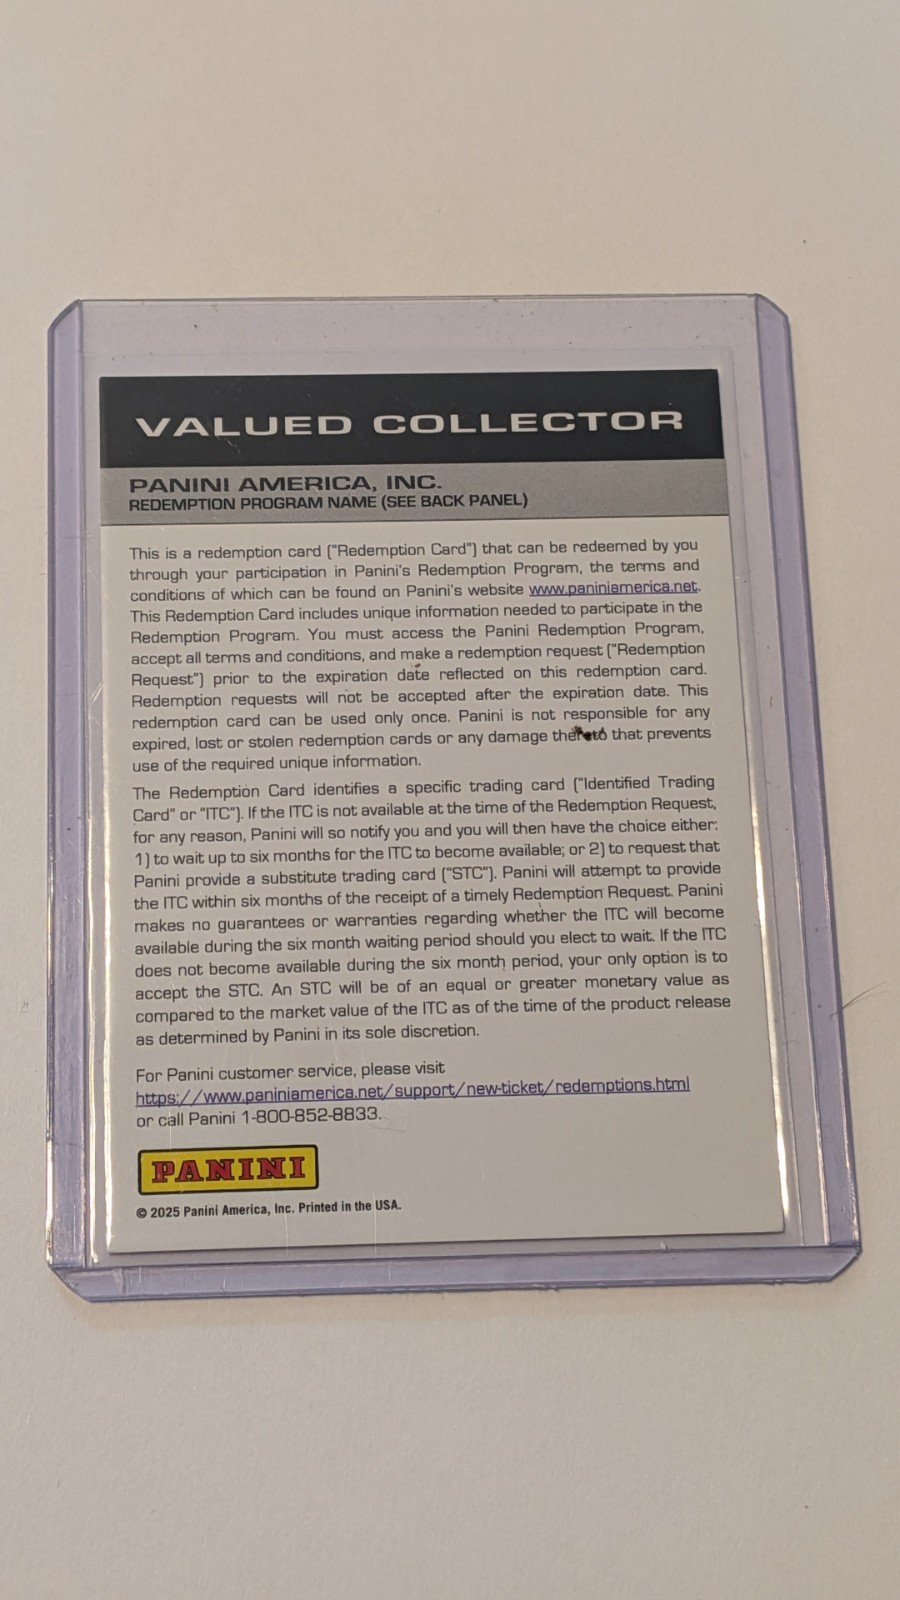 VALUED COLLECTOR
PANINI AMERICA, INC.
REDEMPTION PROGRAM NAME (SEE BACK PANEL)
This is a redemption card ("Redemption Card") that can be redeemed by you
through your participation in Panini's Redemption Program, the terms and
conditions of which can be found on Panini's website www.paniniamerica.net.
This Redemption Card includes unique information needed to participate in the
Redemption Program. You must access the Panini Redemption Program,
accept all terms and conditions, and make a redemption request ("Redemption
Request") prior to the expiration date reflected on this redemption card.
Redemption requests will not be accepted after the expiration date. This
redemption card can be used only once. Panini is not responsible for any
expired, lost or stolen redemption cards or any damage thereto that prevents
use of the required unique information.
The Redemption Card identifies a specific trading card ("Identified Trading
Card" or "ITC"). If the ITC is not available at the time of the Redemption Request,
for any reason, Panini will so notify you and you will then have the choice either:
1) to wait up to six months for the ITC to become available; or 2) to request that
Panini provide a substitute trading card ("STC"). Panini will attempt to provide
the ITC within six months of the receipt of a timely Redemption Request. Panini
makes no guarantees or warranties regarding whether the ITC will become
available during the six month waiting period should you elect to wait. If the ITC
does not become available during the six month period, your only option is to
accept the STC. An STC will be of an equal or greater monetary value as
compared to the market value of the ITC as of the time of the product release
as determined by Panini in its sole discretion.
For Panini customer service, please visit
https://www.paniniamerica.net/support/new-ticket/redemptions.html
or call Panini 1-800-852-8833.
PANINI
© 2025 Panini America, Inc. Printed in the USA.